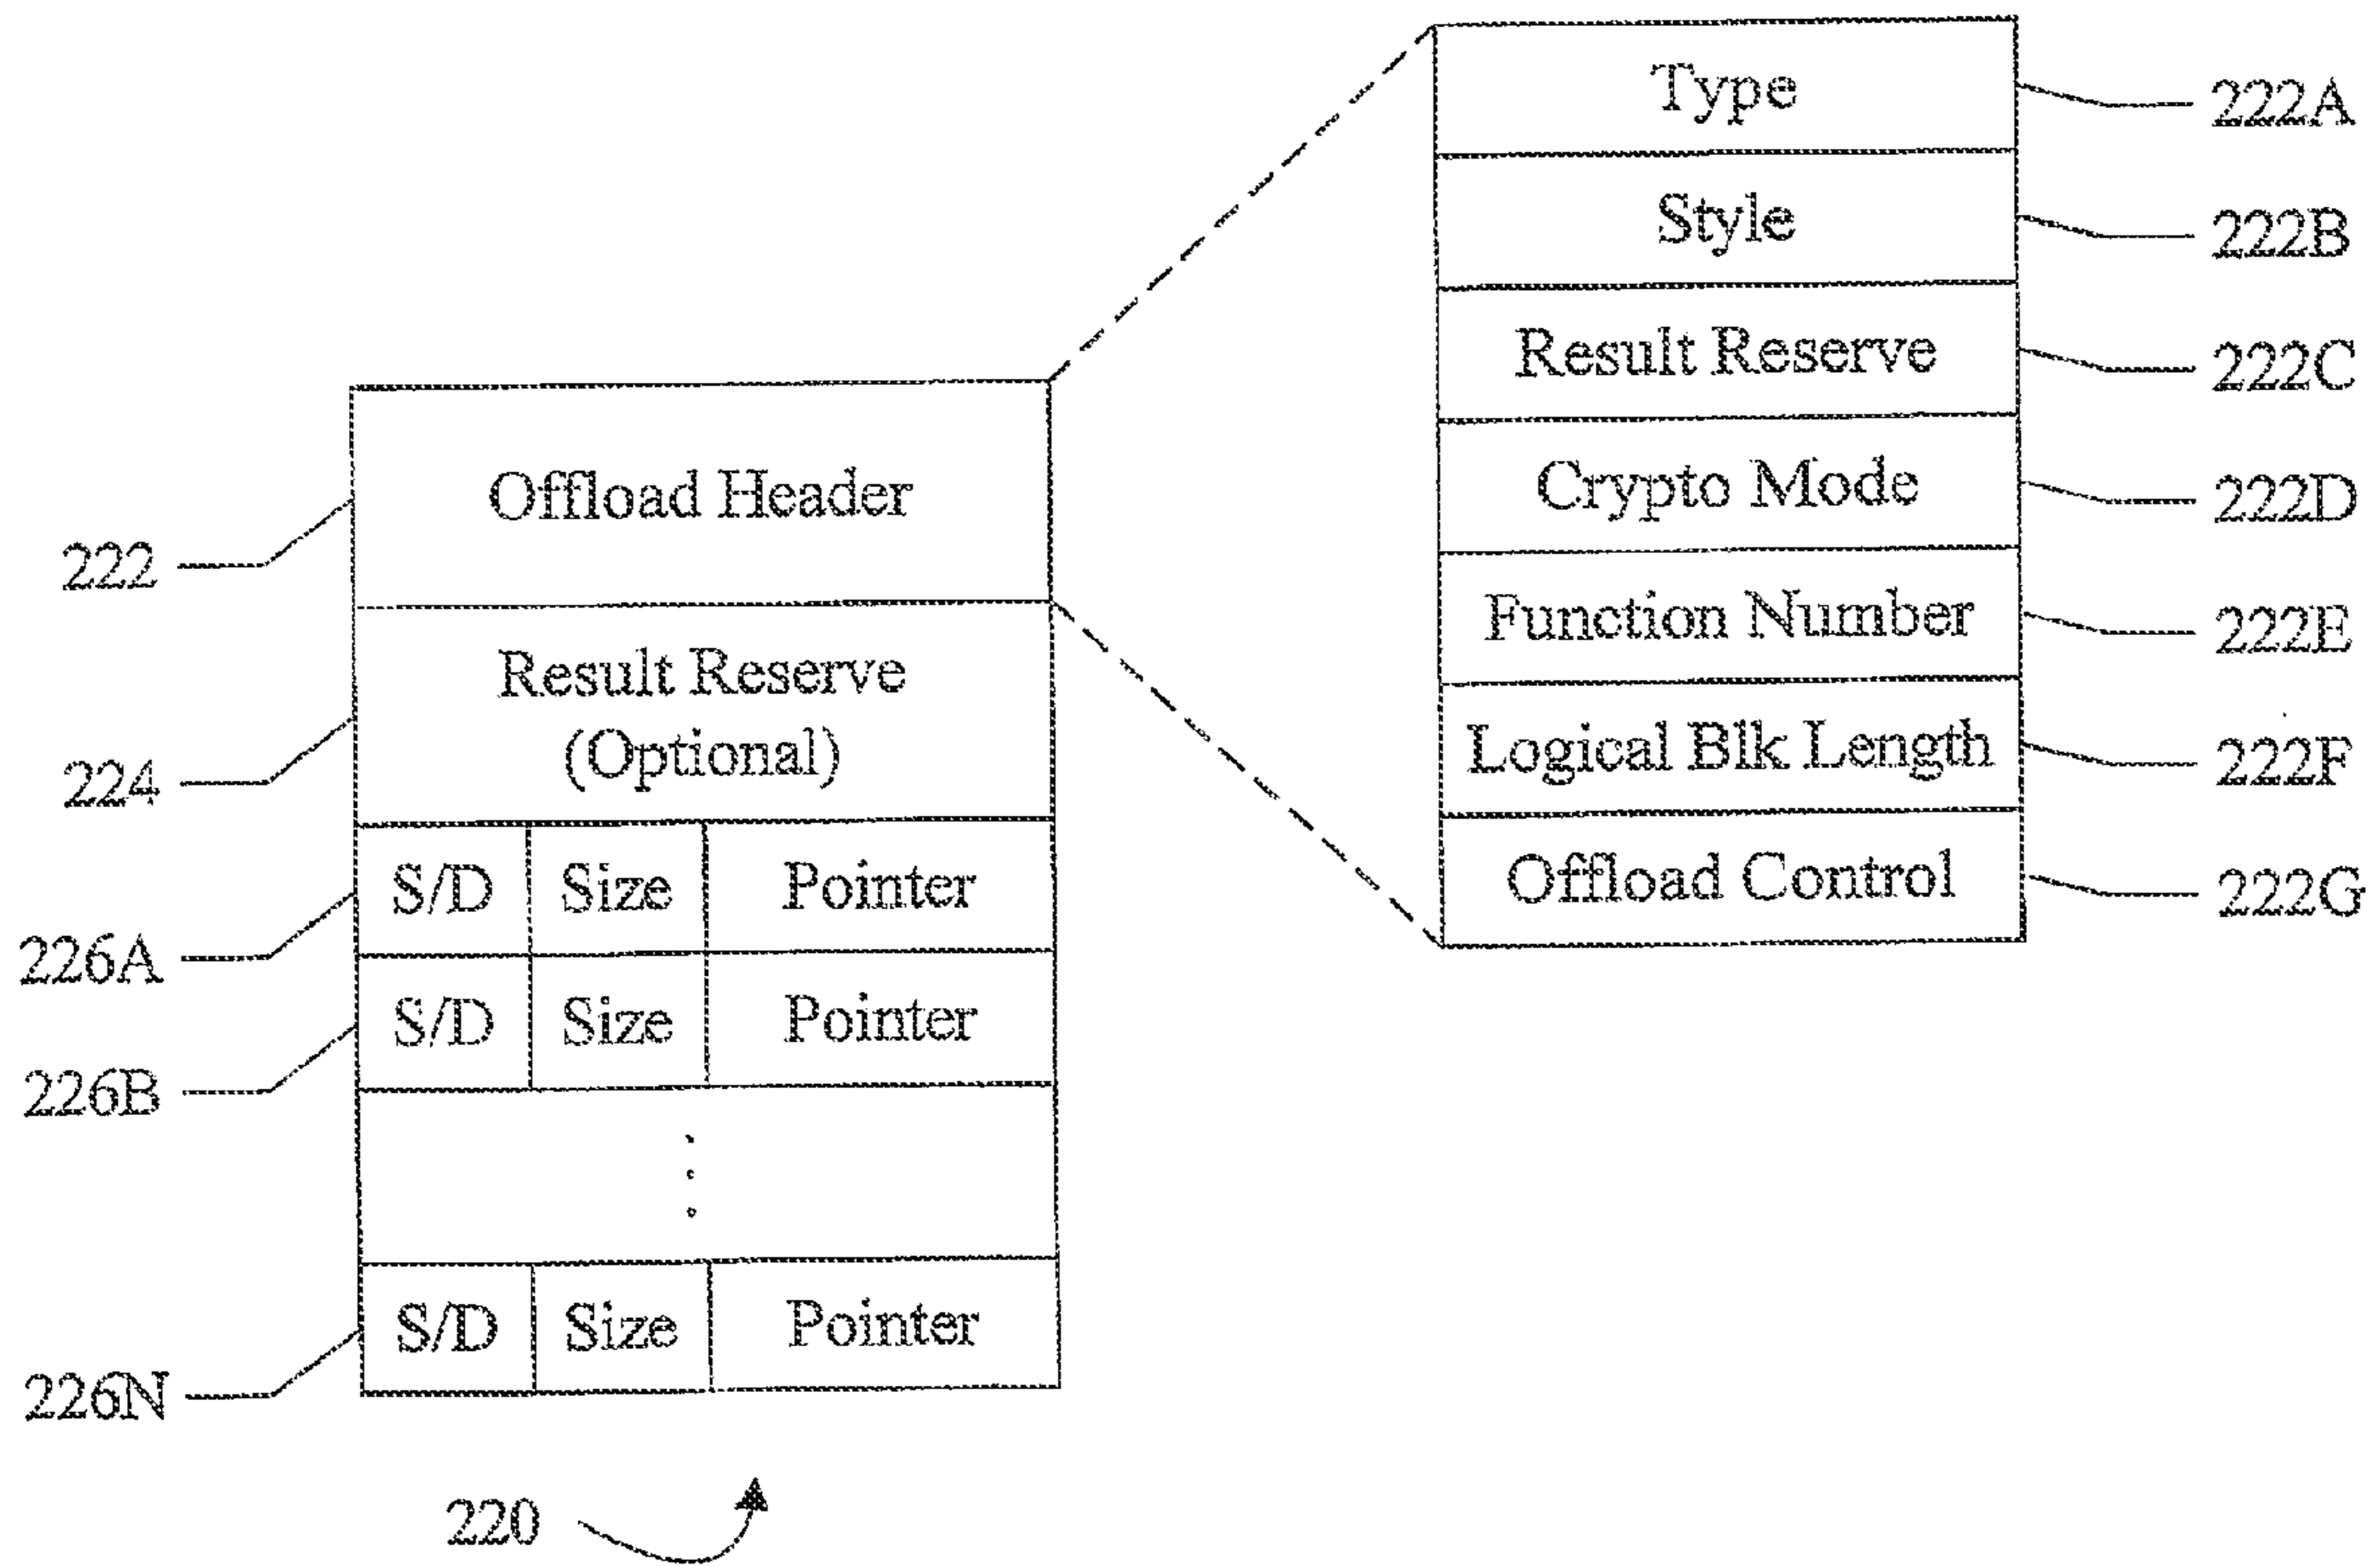 Type
222A
Style
222B
Result Reserve
222C
Crypto Mode
222D
Function Number
222E
Logical Blk Length
222F
Offload Control
222G
Offload Header
222
Result Reserve
(Optional)
224
S/D Size Pointer
226A
S/D Size Pointer
226B
S/D Size Pointer
226N
220